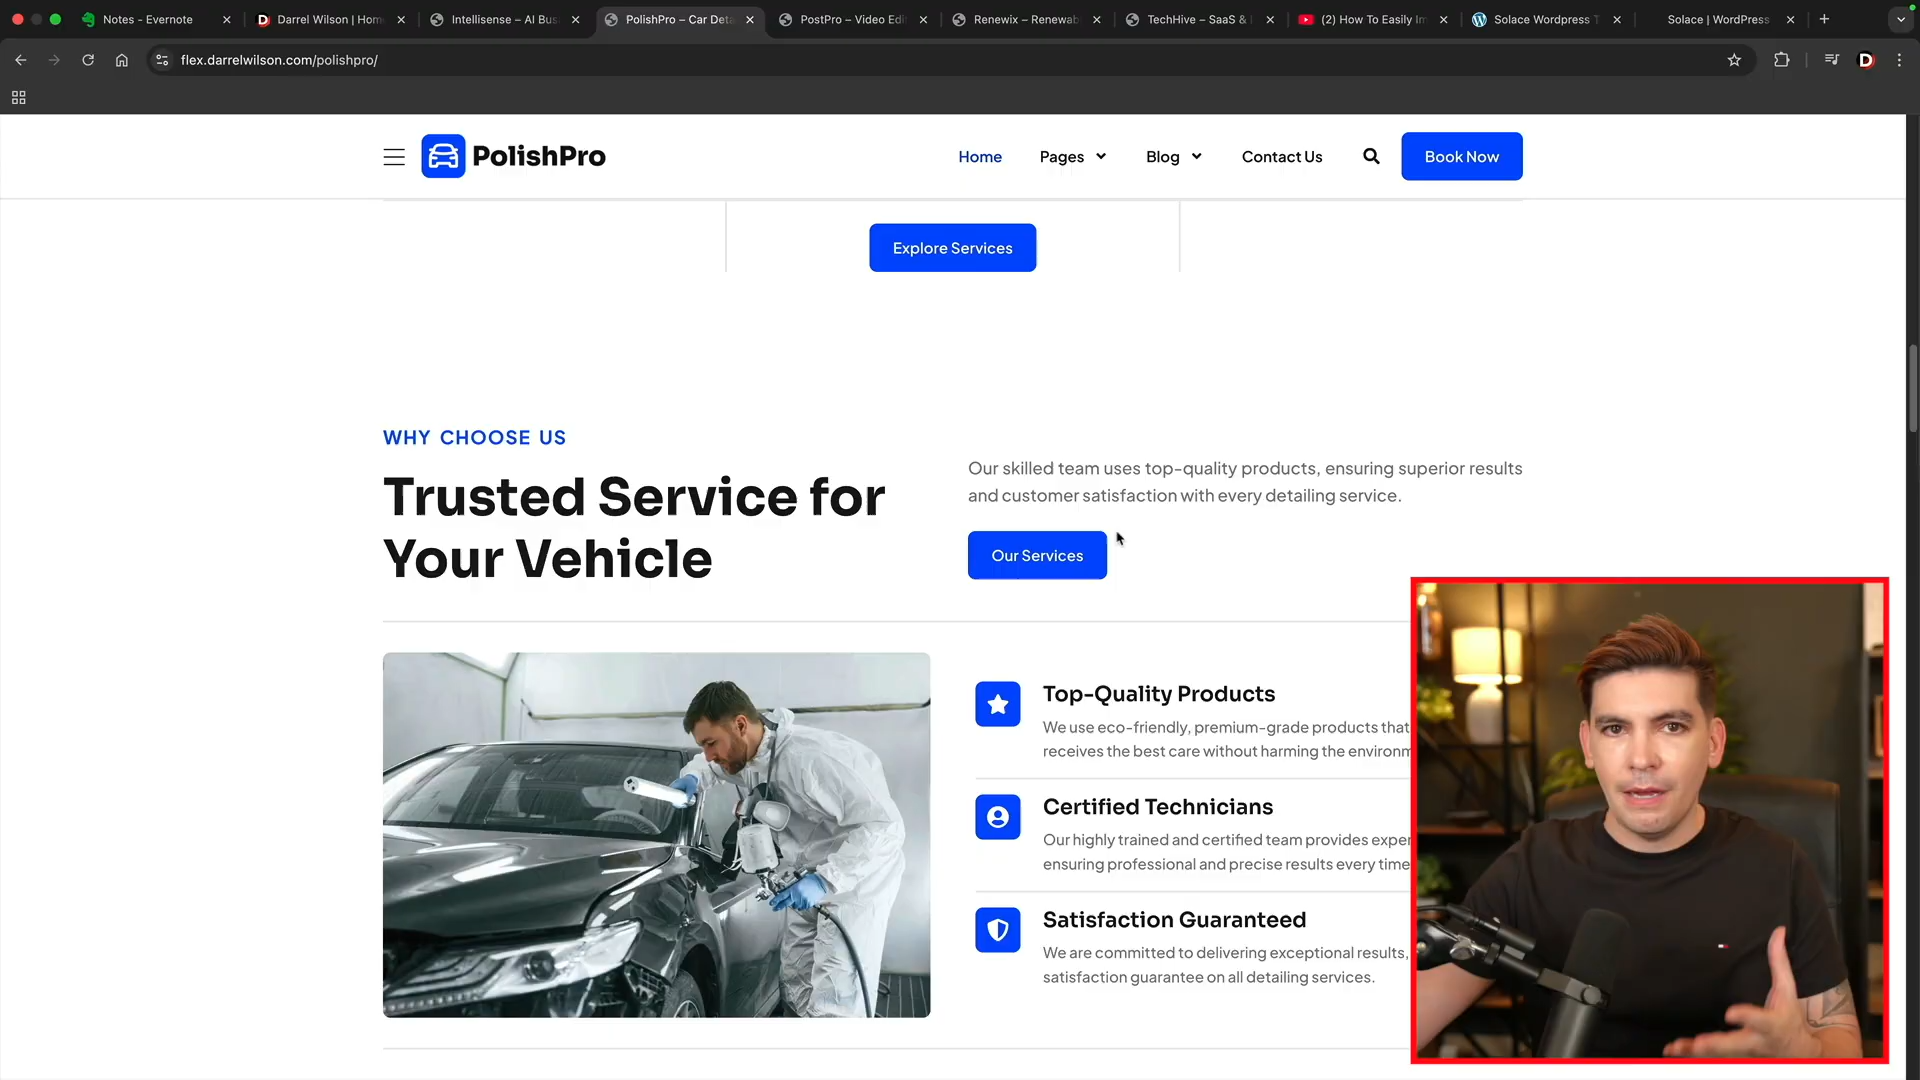 Notes - Evernote
Darrel Wilson | Hom
Intellisense – AI Bus
PolishPro – Car Deta
PostPro – Video Edi
Renewix – Renewab
TechHive – SaaS &
(2) How To Easily Im
Solace Wordpress T
Solace | WordPress
flex.darrelwilson.com/polishpro/
PolishPro
Home
Pages
Blog
Contact Us
Book Now
Explore Services
WHY CHOOSE US
Trusted Service for
Your Vehicle
Our skilled team uses top-quality products, ensuring superior results
and customer satisfaction with every detailing service.
Our Services
Top-Quality Products
We use eco-friendly, premium-grade products that
receives the best care without harming the environm
Certified Technicians
Our highly trained and certified team provides exper
ensuring professional and precise results every time
Satisfaction Guaranteed
We are committed to delivering exceptional results,
satisfaction guarantee on all detailing services.